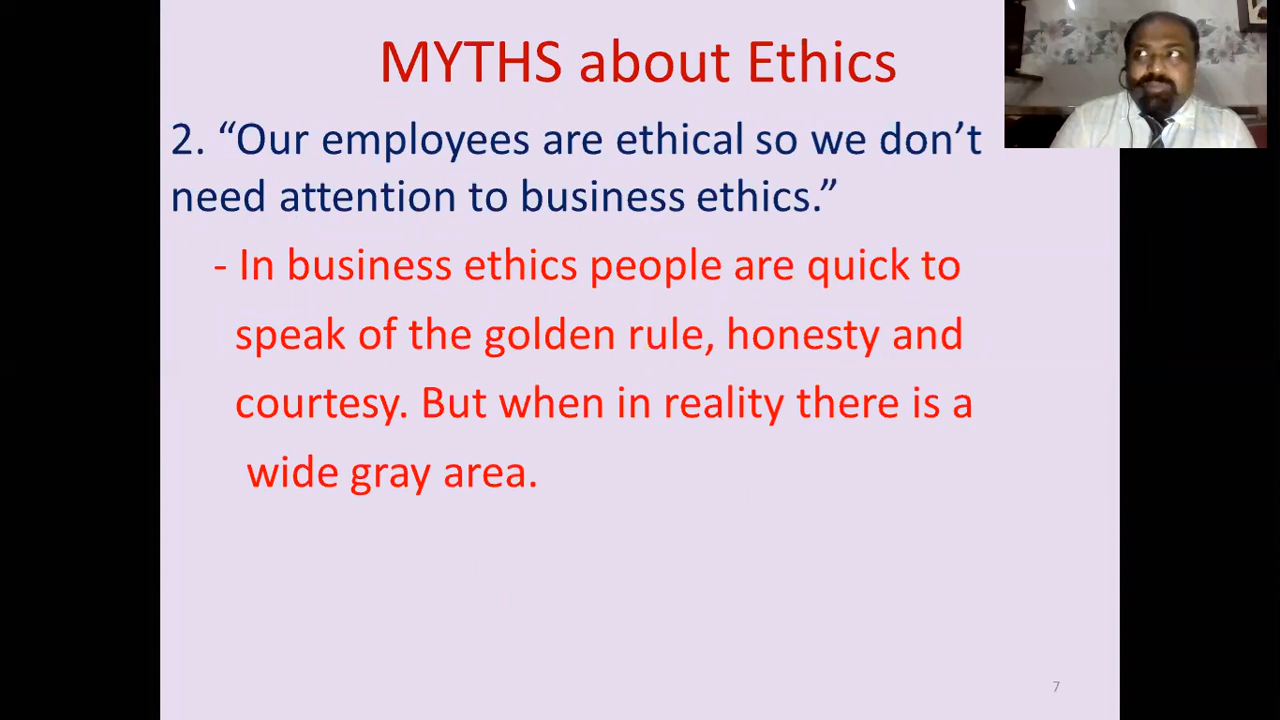 MYTHS about Ethics
2. “Our employees are ethical so we don’t
need attention to business ethics.”
- In business ethics people are quick to
speak of the golden rule, honesty and
courtesy. But when in reality there is a
wide gray area.
7